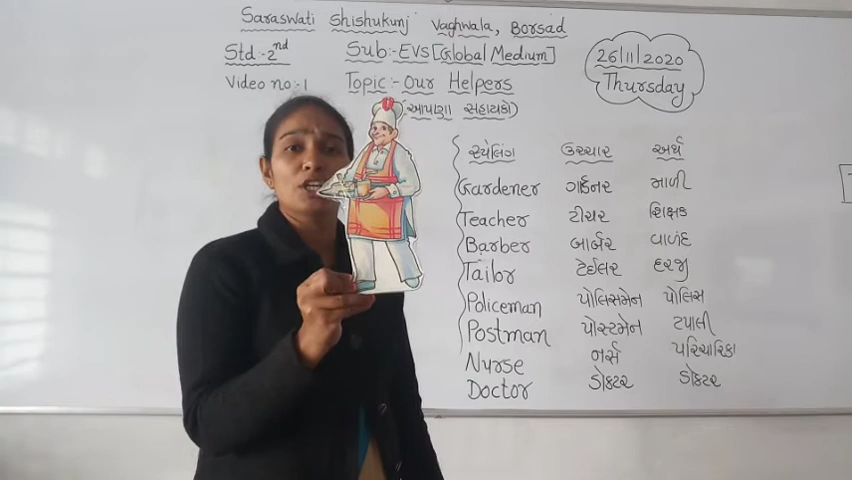 Saraswati Shishukunj Vaghwala, Borsad
Std :- 2nd Sub:- EVS [Global Medium]
26/11/2020
Video no:-1 Topic:- Our Helpers
Thursday
(આપણા સહાયકો)
સ્પેલિંગ ઉચ્ચાર અર્થ
Gardener ગાર્ડનર માળી
Teacher ટીચર શિક્ષક
Barber બાર્બર વાળંદ
Tailor ટેઈલર દરજી
Policeman પોલિસમેન પોલિસ
Postman પોસ્ટમેન ટપાલી
Nurse નર્સ પરિચારિકા
Doctor ડોકટર ડોકટર